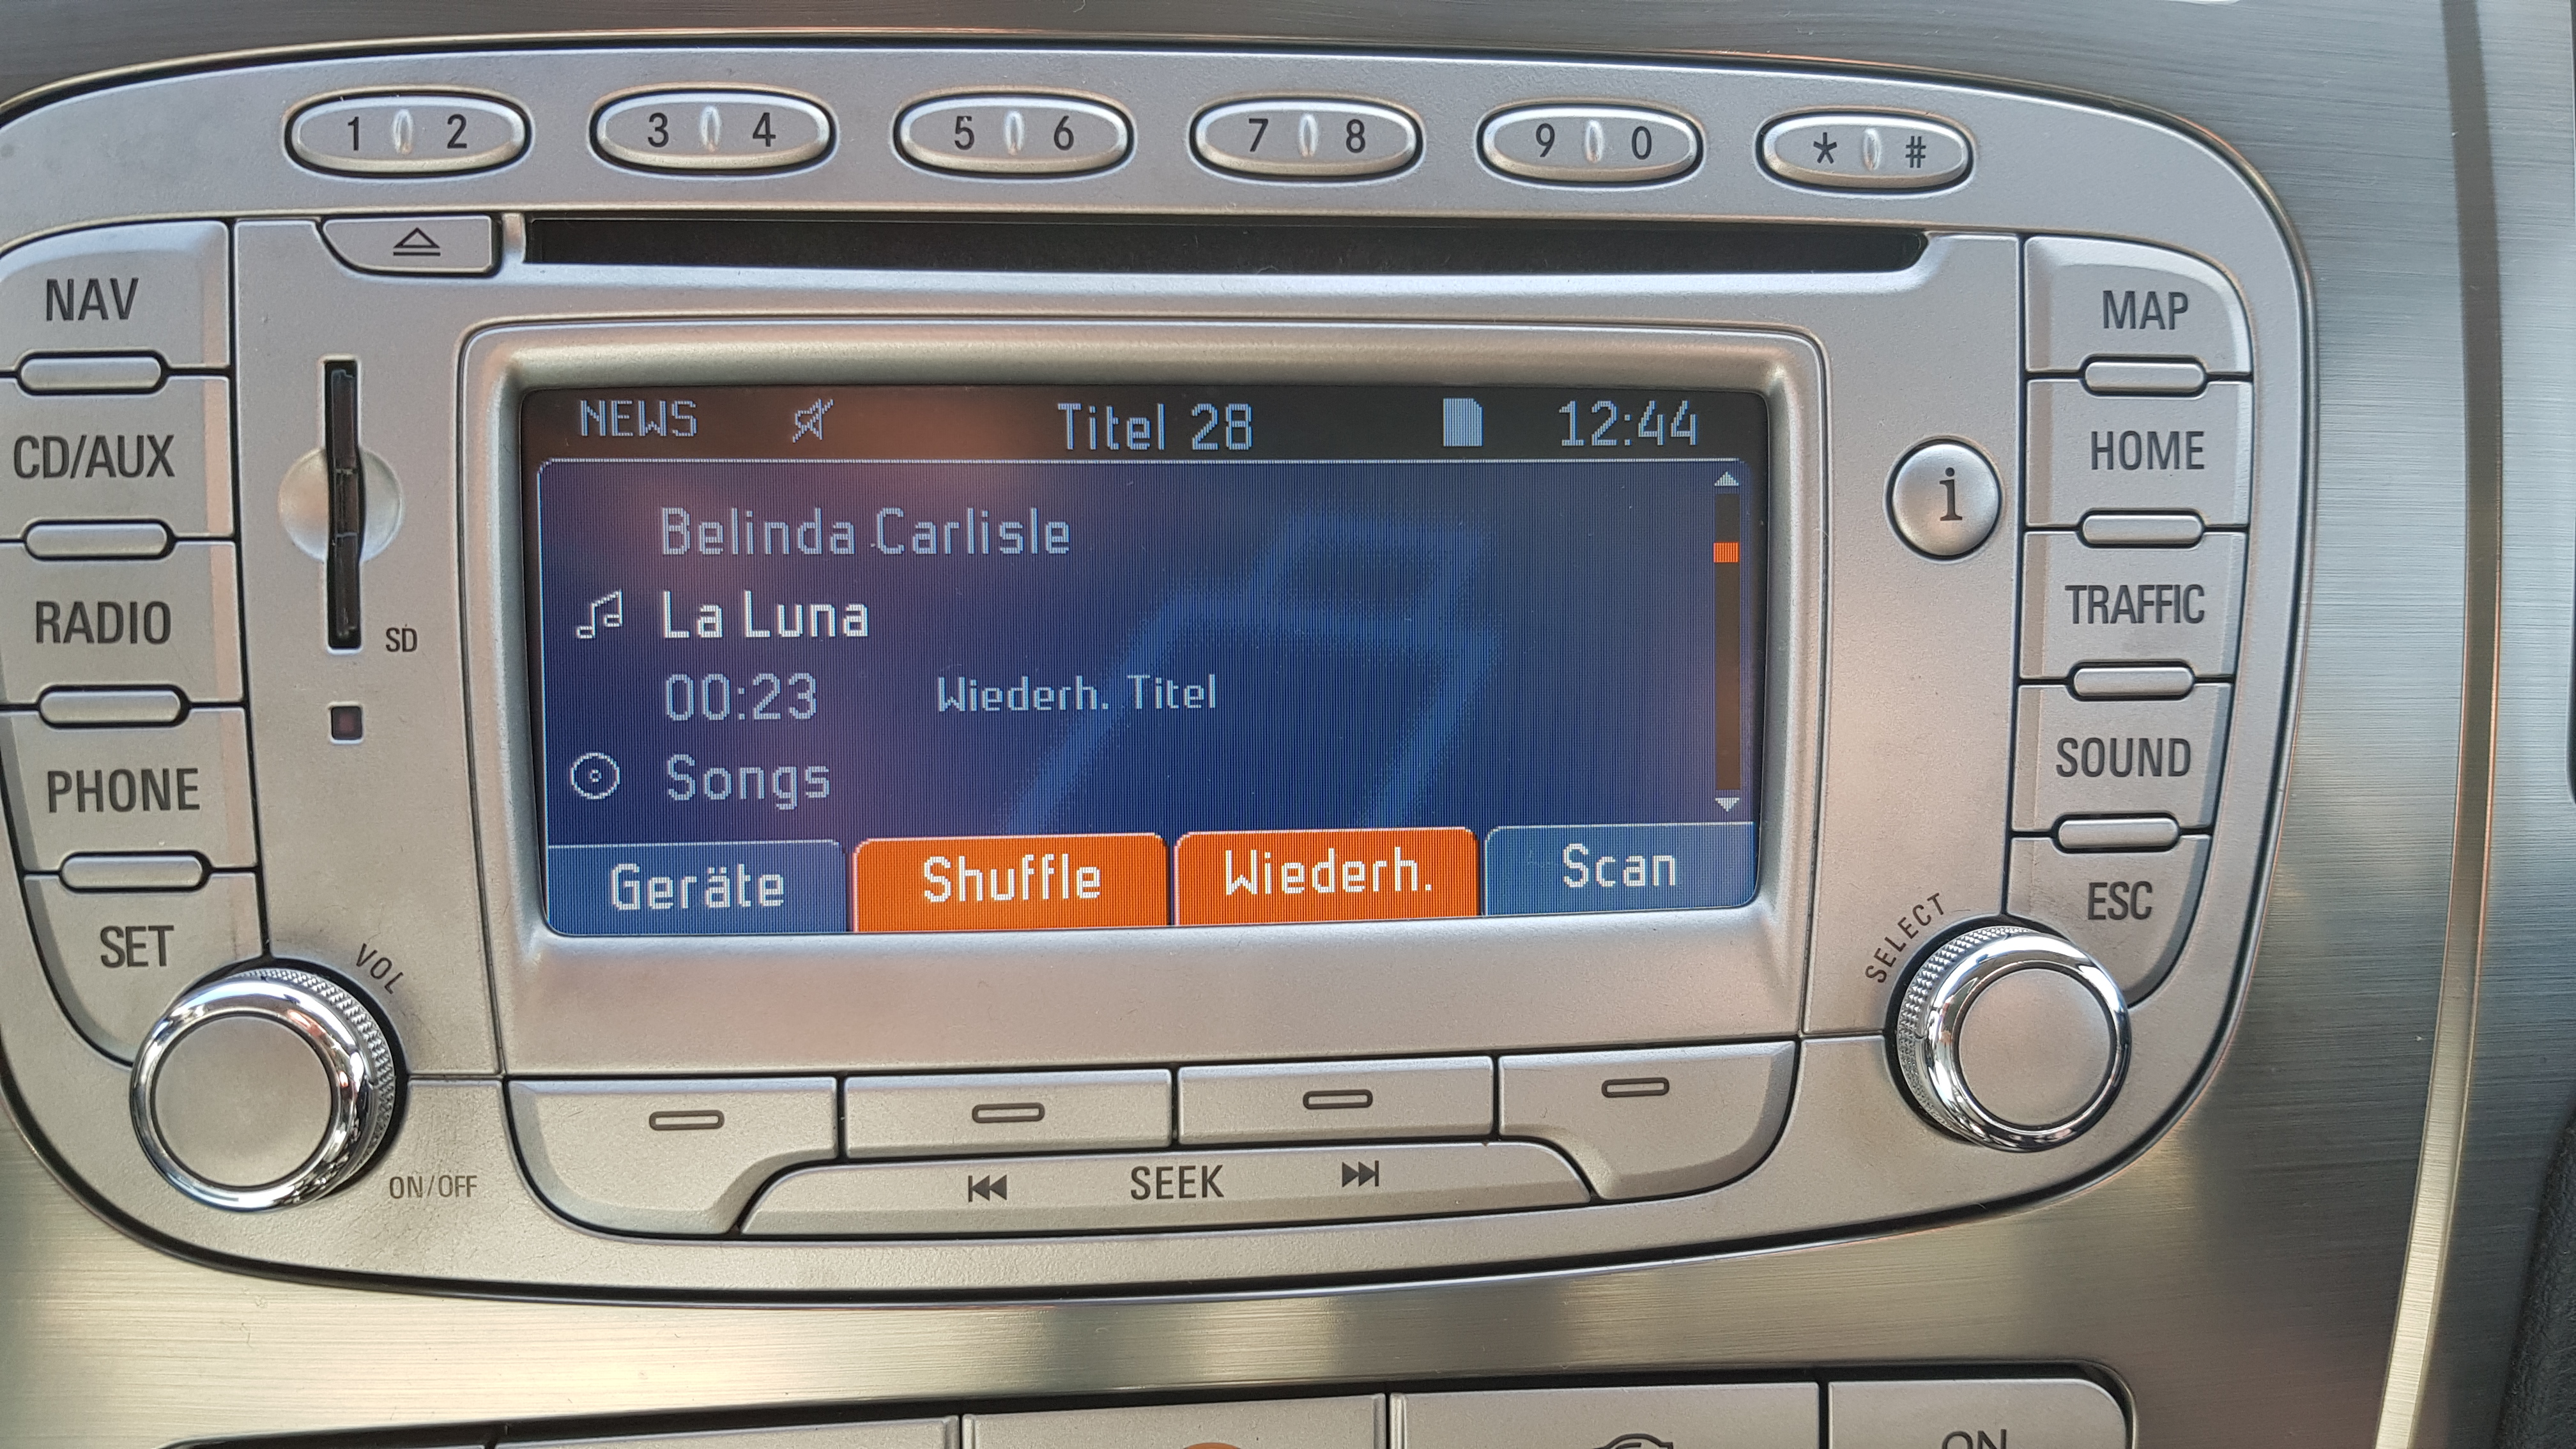 1 2 3 4 5 6 7 8 9 0 * #
NAV
CD/AUX
RADIO
PHONE
SET
SD
NEWS Titel 28 12:44
Belinda Carlisle
La Luna
00:23 Wiederh. Titel
Songs
Geräte Shuffle Wiederh. Scan
i
MAP
HOME
TRAFFIC
SOUND
ESC
VOL
SELECT
ON/OFF
SEEK
ON